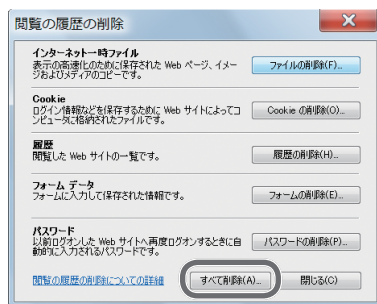 閲覧の履歴の削除
インターネット一時ファイル
表示の高速化のために保存された Web ページ、イメー
ジおよびメディアのコピーです。
ファイルの削除(F)...
Cookie
ログイン情報などを保存するために Web サイトによってコ
ンピュータに格納されたファイルです。
Cookie の削除(O)...
履歴
閲覧した Web サイトの一覧です。
履歴の削除(H)...
フォーム データ
フォームに入力して保存された情報です。
フォームの削除(E)...
パスワード
以前ログオンした Web サイトへ再度ログオンするときに自
動的に入力されるパスワードです。
パスワードの削除(P)...
閲覧の履歴の削除についての詳細
すべて削除(A)...
閉じる(C)